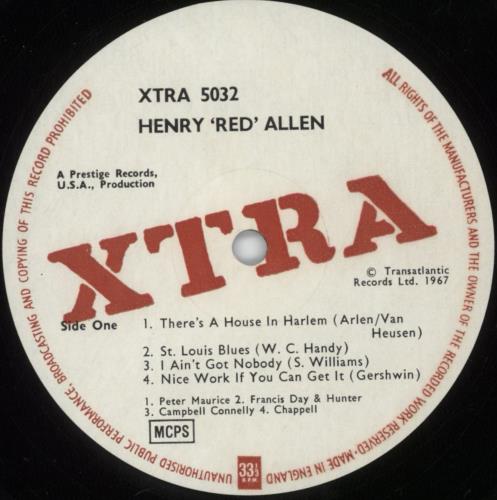 XTRA 5032
HENRY 'RED' ALLEN
A Prestige Records,
U.S.A., Production
XTRA
© Transatlantic
Records Ltd. 1967
Side One
1. There's A House In Harlem (Arlen/Van
Heusen)
2. St. Louis Blues (W. C. Handy)
3. I Ain't Got Nobody (S. Williams)
4. Nice Work If You Can Get It (Gershwin)
1. Peter Maurice 2. Francis Day & Hunter
3. Campbell Connelly 4. Chappell
MCPS
33⅓
R.P.M.
ALL RIGHTS OF THE MANUFACTURERS AND THE OWNER OF THE RECORDED WORK RESERVED-MADE IN ENGLAND
UNAUTHORISED PUBLIC PERFORMANCE, BROADCASTING AND COPYING OF THIS RECORD PROHIBITED